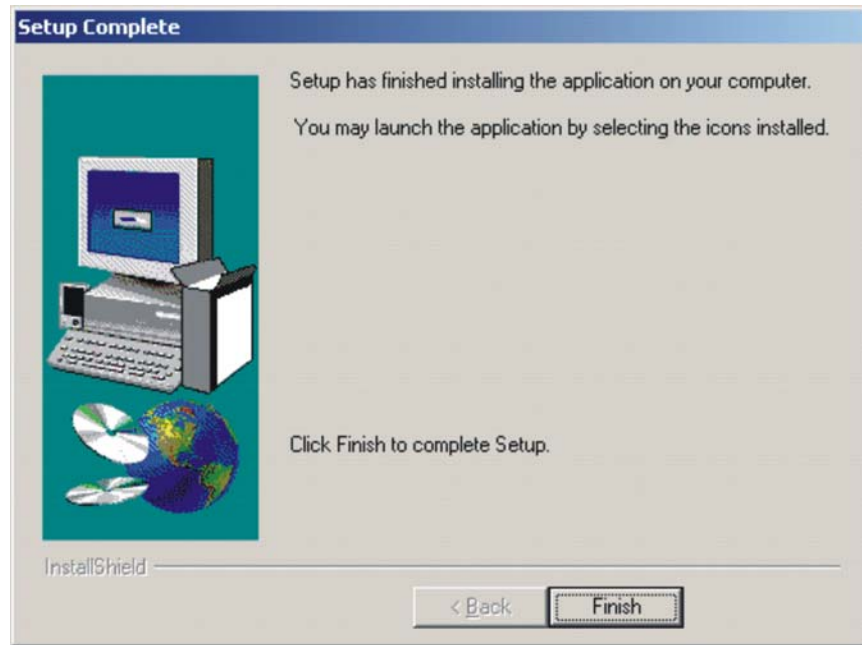 Setup Complete
Setup has finished installing the application on your computer.
You may launch the application by selecting the icons installed.
Click Finish to complete Setup.
InstallShield
< Back
Finish